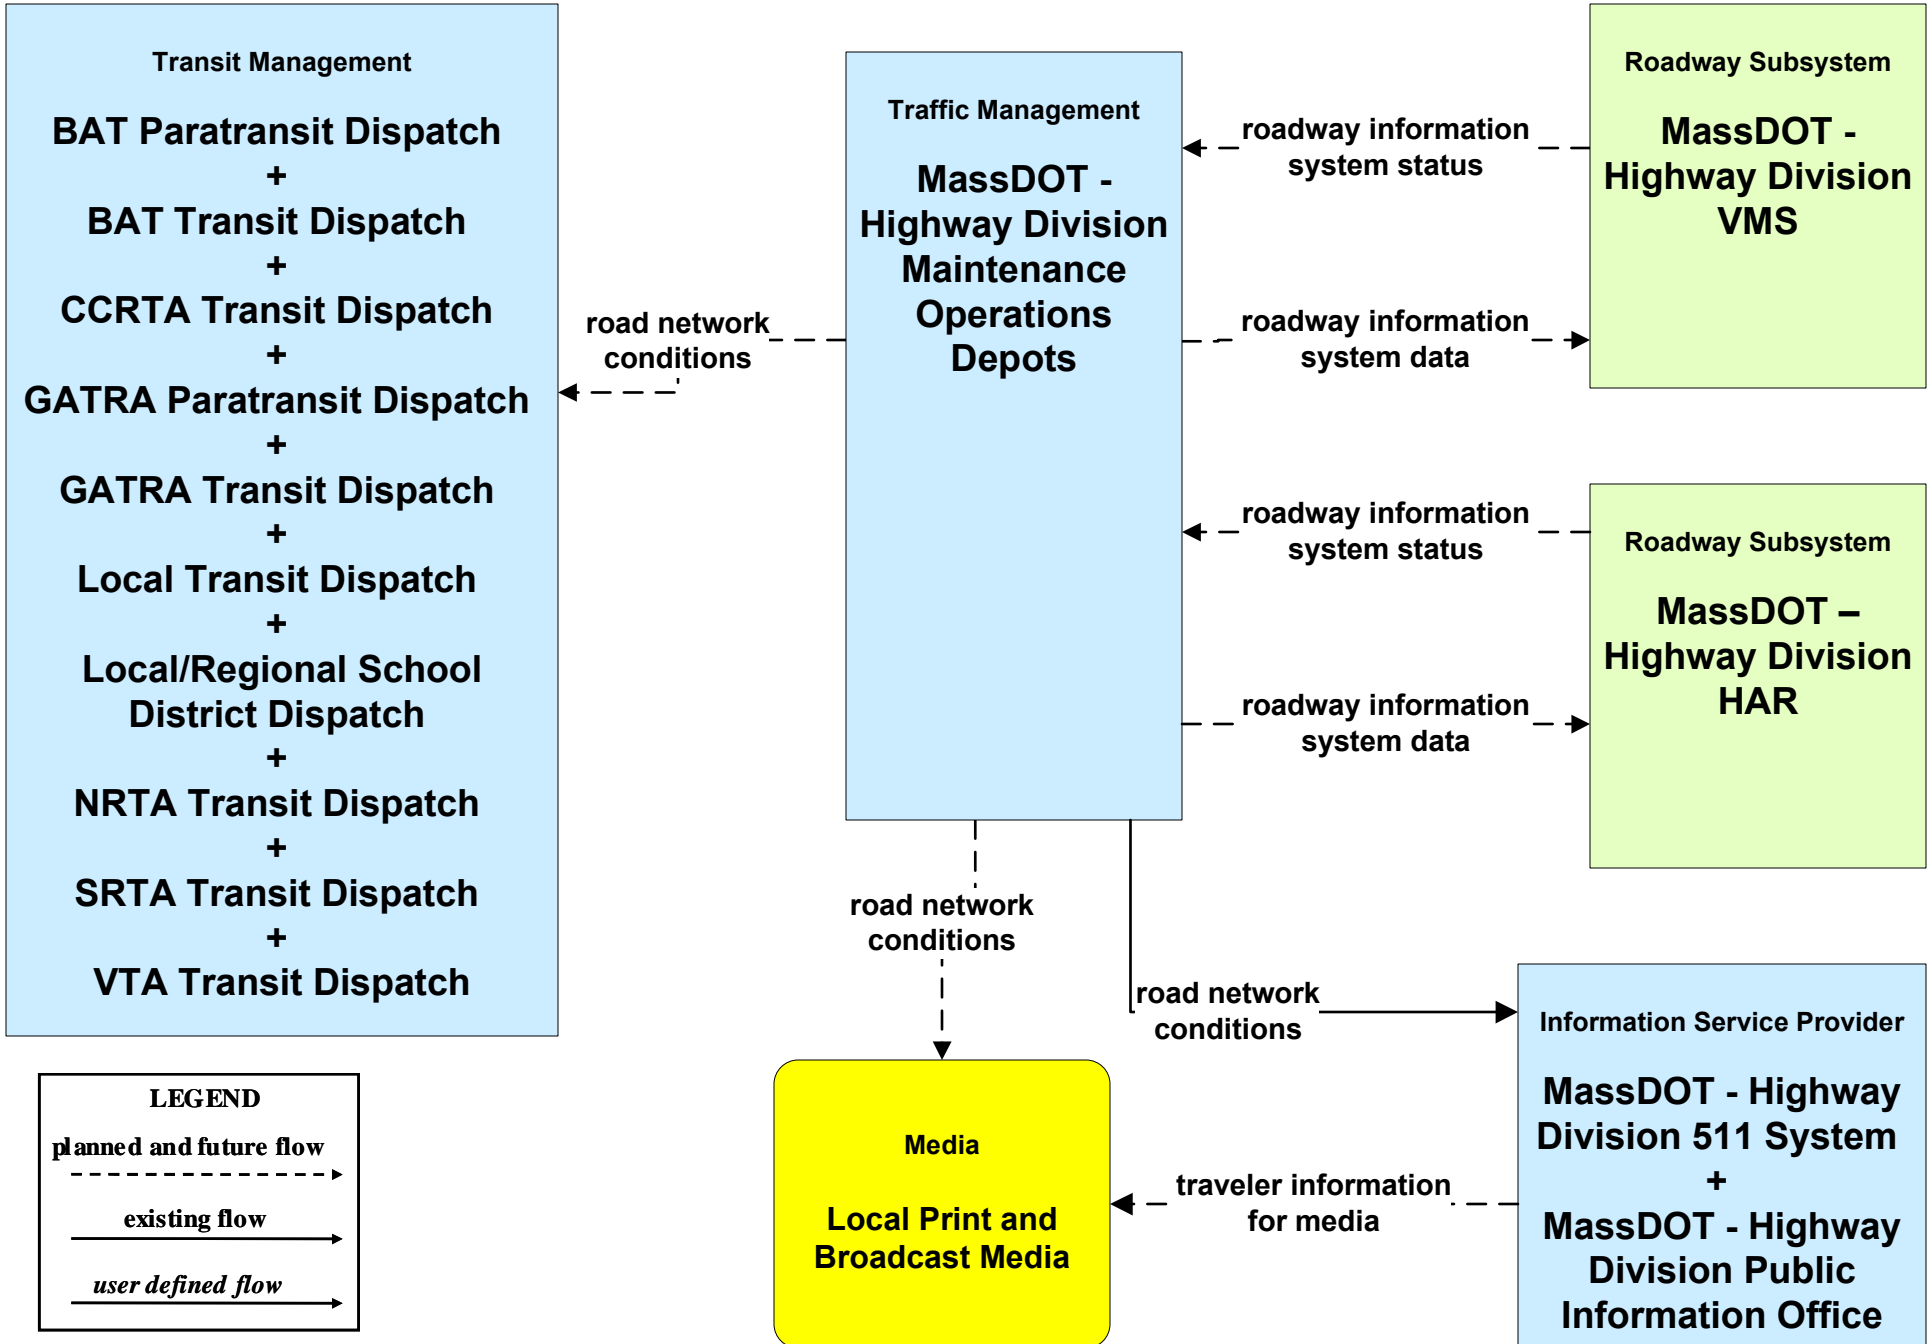 Transit Management
BAT Paratransit Dispatch
+
BAT Transit Dispatch
+
CCRTA Transit Dispatch
+
GATRA Paratransit Dispatch
+
GATRA Transit Dispatch
+
Local Transit Dispatch
+
Local/Regional School
District Dispatch
+
NRTA Transit Dispatch
+
SRTA Transit Dispatch
+
VTA Transit Dispatch
road network
conditions
Traffic Management
MassDOT -
Highway Division
Maintenance
Operations
Depots
roadway information
system status
roadway information
system data
Roadway Subsystem
MassDOT -
Highway Division
VMS
roadway information
system status
roadway information
system data
Roadway Subsystem
MassDOT –
Highway Division
HAR
road network
conditions
road network
conditions
Information Service Provider
MassDOT - Highway
Division 511 System
+
MassDOT - Highway
Division Public
Information Office
traveler information
for media
Media
Local Print and
Broadcast Media
LEGEND
planned and future flow
existing flow
user defined flow